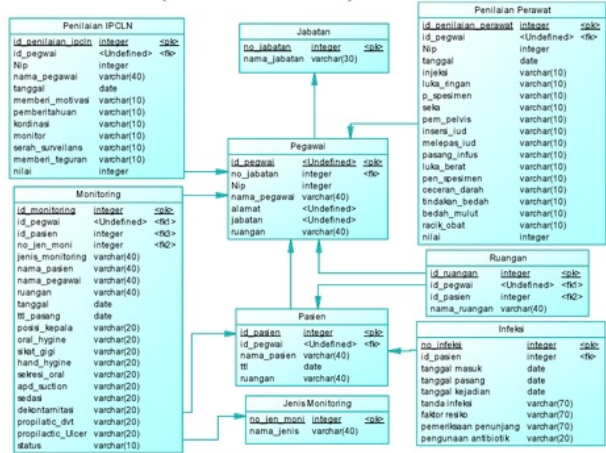 Penilaian IPCLN
id_penilaian_ipcln integer <pk>
id_pegwai <Undefined> <fk>
Nip integer
nama_pegawai varchar(40)
tanggal date
memberi_motivasi varchar(10)
pemberitahuan varchar(10)
kordinasi varchar(10)
monitor varchar(10)
serah_surveilans varchar(10)
memberi_teguran varchar(10)
nilai integer
Jabatan
no_jabatan integer <pk>
nama_jabatan varchar(30)
Penilaian Perawat
id_penilaian_perawat integer <pk>
id_pegwai <Undefined> <fk>
Nip integer
tanggal date
injeksi varchar(10)
luka_ringan varchar(10)
p_spesimen varchar(10)
seka varchar(10)
pem_pelvis varchar(10)
insersi_iud varchar(10)
melepas_iud varchar(10)
pasang_infus varchar(10)
luka_berat varchar(10)
pen_spesimen varchar(10)
ceceran_darah varchar(10)
tindakan_bedah varchar(10)
bedah_mulut varchar(10)
racik_obat varchar(10)
nilai integer
Pegawai
id_pegwai <Undefined> <pk>
no_jabatan integer <fk>
Nip integer
nama_pegawai varchar(40)
alamat <Undefined>
jabatan <Undefined>
ruangan varchar(40)
Monitoring
id_monitoring integer <pk>
id_pegwai <Undefined> <fk1>
id_pasien integer <fk3>
no_jen_moni integer <fk2>
jenis_monitoring varchar(40)
nama_pasien varchar(40)
nama_pegawai varchar(40)
ruangan varchar(40)
tanggal date
ttl_pasang date
posisi_kepala varchar(20)
oral_hygine varchar(20)
sikat_gigi varchar(20)
hand_hygine varchar(20)
sekresi_oral varchar(20)
apd_suction varchar(20)
sedasi varchar(20)
dekontamitasi varchar(20)
propilatic_dvt varchar(20)
propilactic_Ulcer varchar(20)
status varchar(10)
Ruangan
id_ruangan integer <pk>
id_pegwai <Undefined> <fk1>
id_pasien integer <fk2>
nama_ruangan varchar(40)
Pasien
id_pasien integer <pk>
id_pegwai <Undefined> <fk>
nama_pasien varchar(40)
ttl date
ruangan varchar(40)
Infeksi
no_infeksi integer <pk>
id_pasien integer <fk>
tanggal masuk date
tanggal pasang date
tanggal kejadian date
tanda infeksi varchar(70)
faktor resiko varchar(70)
pemeriksaan penunjang varchar(70)
pengunaan antibiotik varchar(20)
Jenis Monitoring
no_jen_moni integer <pk>
nama_jenis varchar(40)